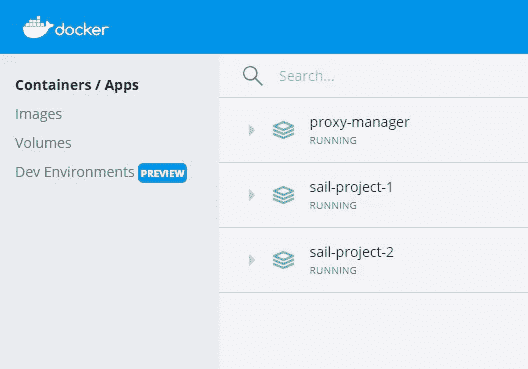 docker
Containers / Apps
Images
Volumes
Dev Environments PREVIEW
Search...
proxy-manager
RUNNING
sail-project-1
RUNNING
sail-project-2
RUNNING